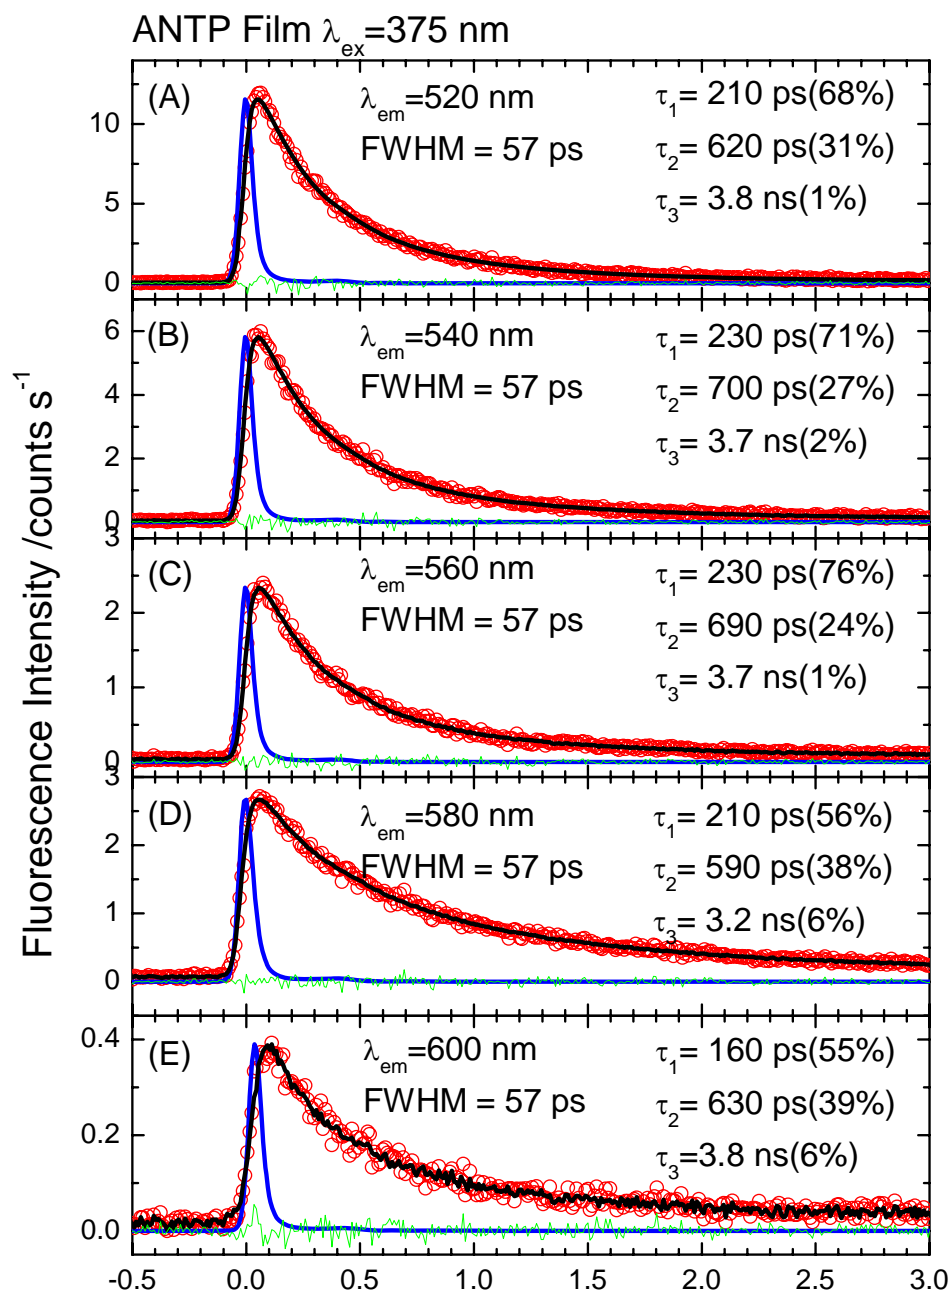 ANTP Film λex=375 nm
Fluorescence Intensity /counts s-1
(A)
λem=520 nm
FWHM = 57 ps
τ1= 210 ps(68%)
τ2= 620 ps(31%)
τ3= 3.8 ns(1%)
10
5
0
(B)
λem=540 nm
FWHM = 57 ps
τ1= 230 ps(71%)
τ2= 700 ps(27%)
τ3= 3.7 ns(2%)
6
4
2
0
(C)
λem=560 nm
FWHM = 57 ps
τ1= 230 ps(76%)
τ2= 690 ps(24%)
τ3= 3.7 ns(1%)
3
2
1
0
(D)
λem=580 nm
FWHM = 57 ps
τ1= 210 ps(56%)
τ2= 590 ps(38%)
τ3= 3.2 ns(6%)
3
2
1
0
(E)
λem=600 nm
FWHM = 57 ps
τ1= 160 ps(55%)
τ2= 630 ps(39%)
τ3=3.8 ns(6%)
0.4
0.2
0.0
-0.5 0.0 0.5 1.0 1.5 2.0 2.5 3.0